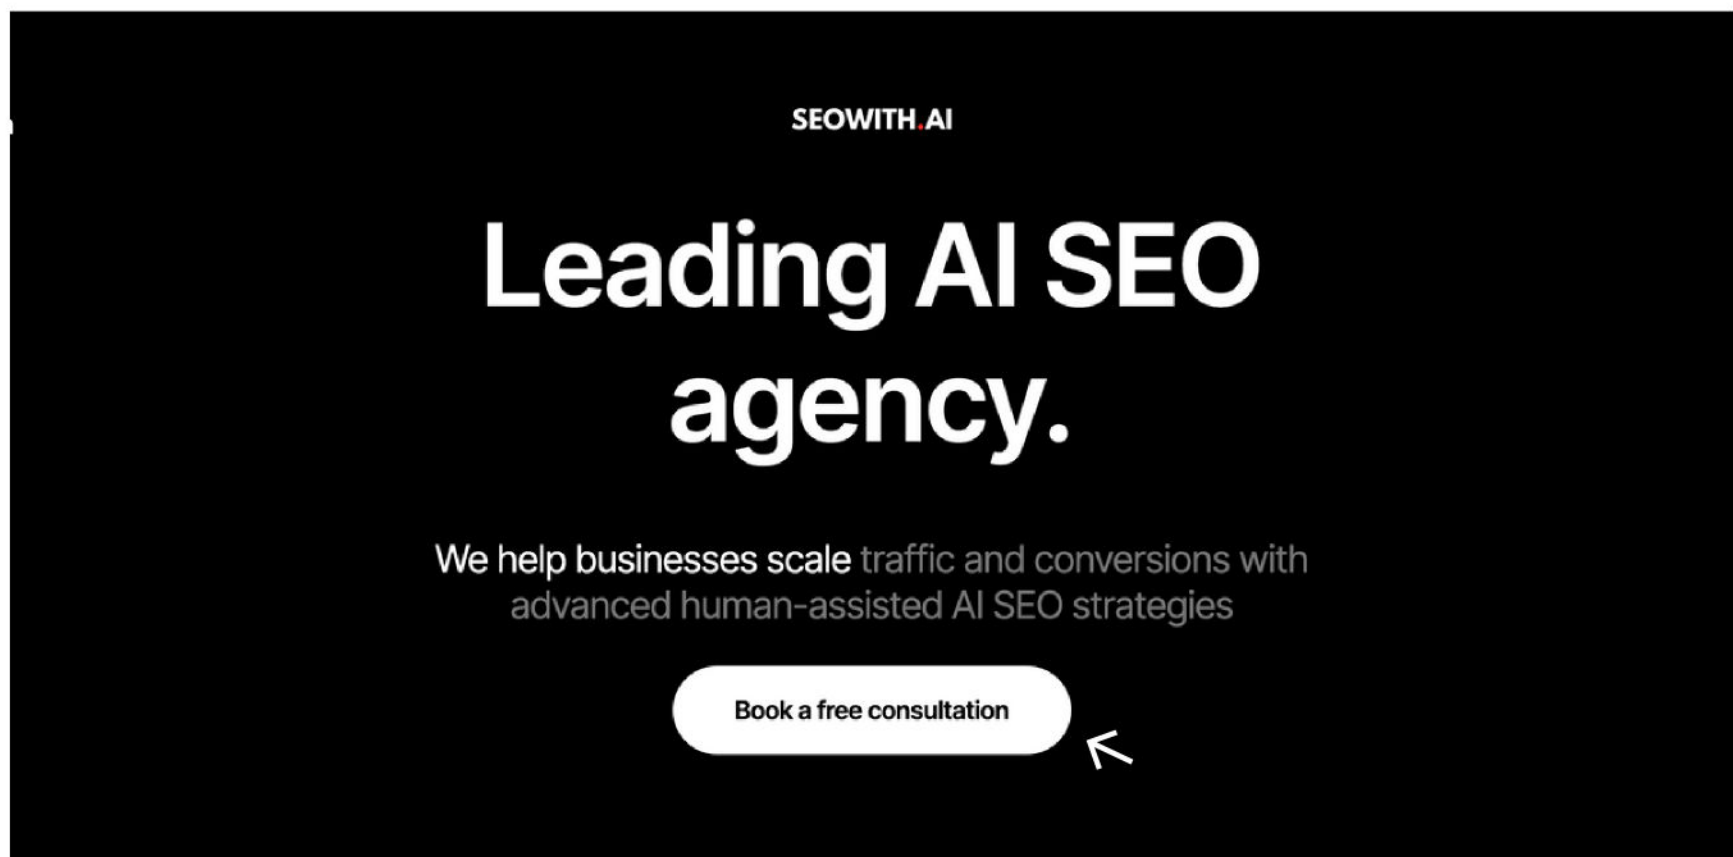 SEOWITH.AI
Leading AI SEO
agency.
We help businesses scale traffic and conversions with
advanced human-assisted AI SEO strategies
Book a free consultation